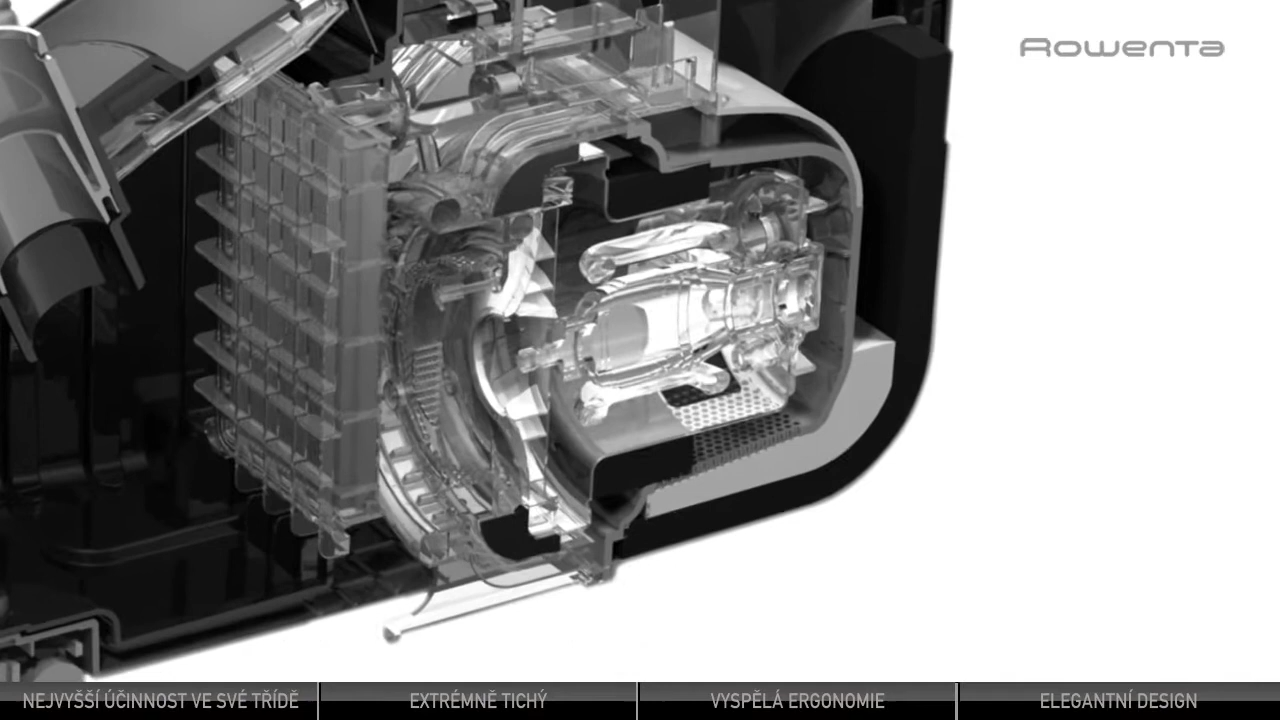 Rowenta
NEJVYŠŠÍ ÚČINNOST VE SVÉ TŘÍDĚ
EXTRÉMNĚ TICHÝ
VYSPĚLÁ ERGONOMIE
ELEGANTNÍ DESIGN